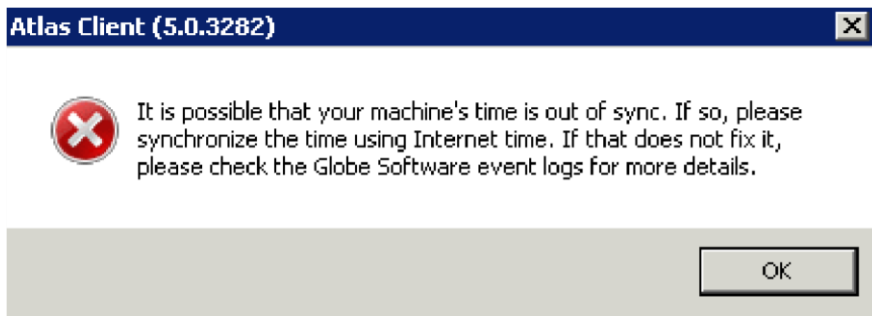 Atlas Client (5.0.3282)
It is possible that your machine's time is out of sync. If so, please
synchronize the time using Internet time. If that does not fix it,
please check the Globe Software event logs for more details.
OK